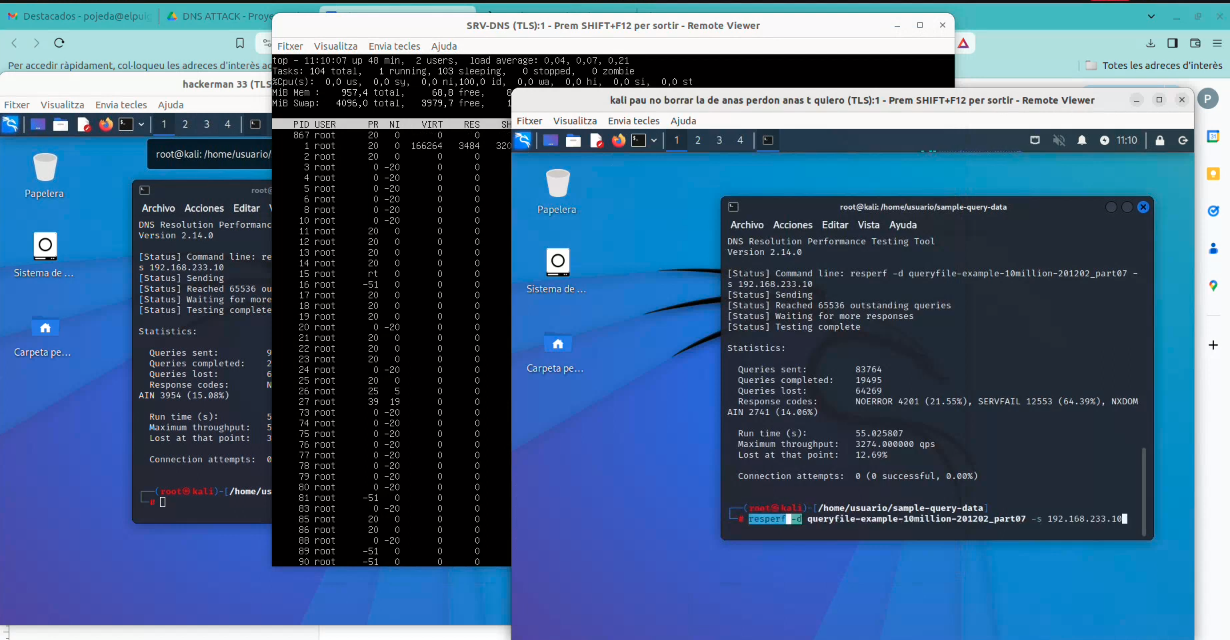 Destacados - pojeda@elpui
DNS ATTACK - Proye
Per accedir ràpidament, col·loqueu les adreces d'interès a
Totes les adreces d'interès
P
hackerman 33 (TLS
Fitxer Visualitza Envia tecles Ajuda
1 2 3 4
root@kali: /home/usuario/
Papelera
Sistema de ...
Carpeta pe...
root@
Archivo Acciones Editar V
DNS Resolution Performanc
Version 2.14.0
[Status] Command line: re
s 192.168.233.10
[Status] Sending
[Status] Reached 65536 ou
[Status] Waiting for more
[Status] Testing complete
Statistics:
Queries sent: 9
Queries completed: 2
Queries lost: 6
Response codes: N
AIN 3954 (15.08%)
Run time (s): 5
Maximum throughput: 5
Lost at that point: 3
Connection attempts: 0
(root㉿kali)-[/home/us
#
SRV-DNS (TLS):1 - Prem SHIFT+F12 per sortir - Remote Viewer
Fitxer Visualitza Envia tecles Ajuda
top - 11:10:07 up 40 min, 2 users, load average: 0,04, 0,07, 0,21
Tasks: 104 total, 1 running, 103 sleeping, 0 stopped, 0 zombie
%Cpu(s): 0,0 us, 0,0 sy, 0,0 ni,100,0 id, 0,0 wa, 0,0 hi, 0,0 si, 0,0 st
MiB Mem : 957,4 total, 68,8 free, 8
MiB Swap: 4096,0 total, 3979,7 free, 1
PID USER PR NI VIRT RES SH
867 root 20 0 0 0
1 root 20 0 166264 3484 320
2 root 20 0 0 0
3 root 0 -20 0 0
4 root 0 -20 0 0
5 root 0 -20 0 0
6 root 0 -20 0 0
8 root 0 -20 0 0
10 root 0 -20 0 0
11 root 20 0 0 0
12 root 20 0 0 0
13 root 20 0 0 0
14 root 20 0 0 0
15 root rt 0 0 0
16 root -51 0 0 0
17 root 20 0 0 0
18 root 20 0 0 0
19 root 20 0 0 0
20 root 0 -20 0 0
21 root 20 0 0 0
22 root 20 0 0 0
23 root 20 0 0 0
24 root 0 -20 0 0
25 root 20 0 0 0
26 root 25 5 0 0
27 root 39 19 0 0
73 root 0 -20 0 0
74 root 0 -20 0 0
75 root 0 -20 0 0
76 root 0 -20 0 0
77 root 0 -20 0 0
78 root 0 -20 0 0
79 root 0 -20 0 0
80 root 0 -20 0 0
81 root -51 0 0 0
83 root 0 -20 0 0
85 root 20 0 0 0
86 root 20 0 0 0
88 root 0 -20 0 0
89 root -51 0 0 0
90 root -51 0 0 0
kali pau no borrar la de anas perdon anas t quiero (TLS):1 - Prem SHIFT+F12 per sortir - Remote Viewer
Fitxer Visualitza Envia tecles Ajuda
1 2 3 4
11:10
Papelera
Sistema de ...
Carpeta pe...
root@kali: /home/usuario/sample-query-data
Archivo Acciones Editar Vista Ayuda
DNS Resolution Performance Testing Tool
Version 2.14.0
[Status] Command line: resperf -d queryfile-example-10million-201202_part07 -
s 192.168.233.10
[Status] Sending
[Status] Reached 65536 outstanding queries
[Status] Waiting for more responses
[Status] Testing complete
Statistics:
Queries sent: 83764
Queries completed: 19495
Queries lost: 64269
Response codes: NOERROR 4201 (21.55%), SERVFAIL 12553 (64.39%), NXDOM
AIN 2741 (14.06%)
Run time (s): 55.025807
Maximum throughput: 3274.000000 qps
Lost at that point: 12.69%
Connection attempts: 0 (0 successful, 0.00%)
(root㉿kali)-[/home/usuario/sample-query-data]
# resperf -d queryfile-example-10million-201202_part07 -s 192.168.233.10